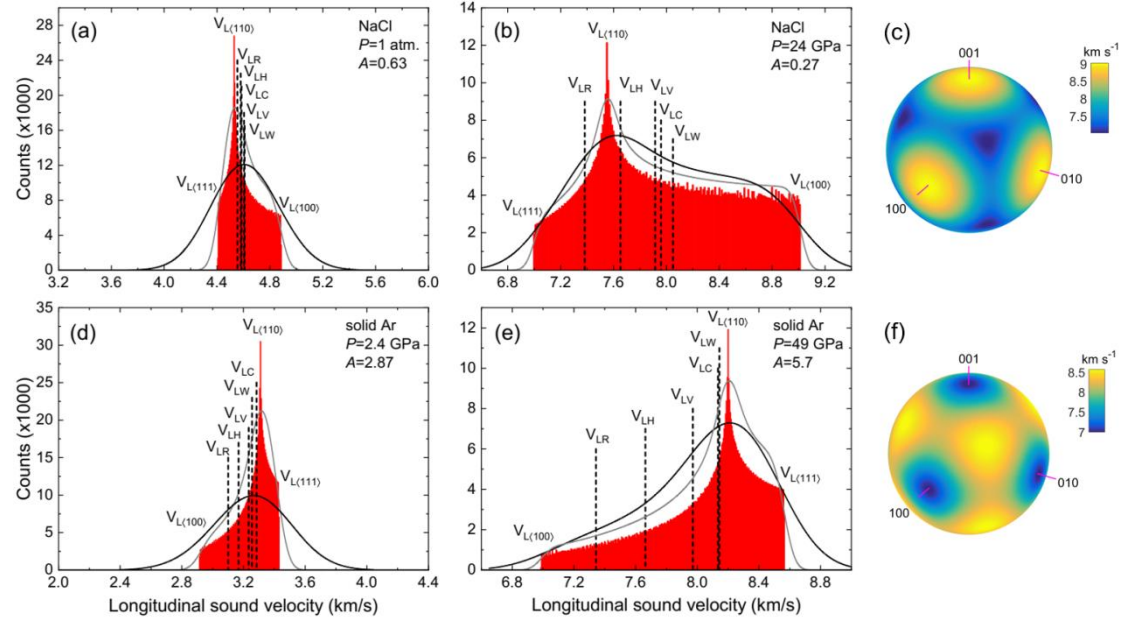 (a)
NaCl
P=1 atm.
A=0.63
V_L⟨110⟩
V_LR
V_LH
V_LC
V_LV
V_LW
V_L⟨111⟩
V_L⟨100⟩
Counts (x1000)
28
24
20
16
12
8
4
0
3.2 4.0 4.4 4.8 5.2 5.6 6.0
(b)
NaCl
P=24 GPa
A=0.27
V_L⟨110⟩
V_LR V_LH V_LV
V_LC
V_LW
V_L⟨111⟩
V_L⟨100⟩
14
12
10
8
6
4
2
0
6.8 7.2 7.6 8.0 8.4 8.8 9.2
(c)
001
010
100
km s⁻¹
9
8.5
8
7.5
(d)
solid Ar
P=2.4 GPa
A=2.87
V_L⟨110⟩
V_LC
V_LW
V_LV
V_LH
V_LR
V_L⟨100⟩
V_L⟨111⟩
Counts (x1000)
35
30
25
20
15
10
5
0
2.0 2.4 2.8 3.2 3.6 4.0 4.4
Longitudinal sound velocity (km/s)
(e)
solid Ar
P=49 GPa
A=5.7
V_L⟨110⟩
V_LW
V_LC
V_LV
V_LH
V_LR
V_L⟨100⟩
V_L⟨111⟩
12
10
8
6
4
2
0
6.8 7.2 7.6 8.0 8.4 8.8
Longitudinal sound velocity (km/s)
(f)
001
010
100
km s⁻¹
8.5
8
7.5
7